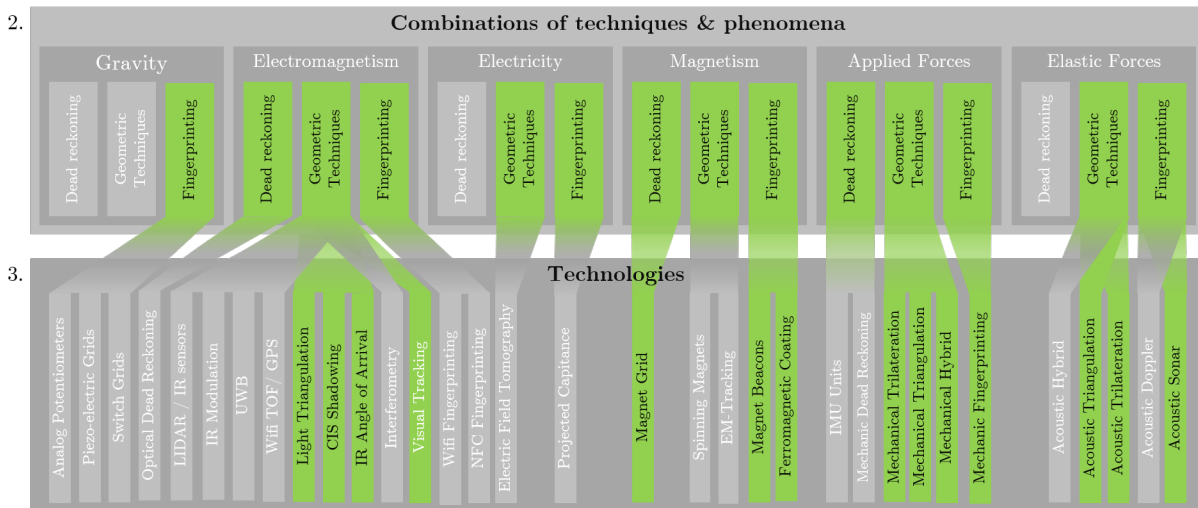 2.
Combinations of techniques & phenomena
Gravity
Dead reckoning
Geometric
Techniques
Fingerprinting
Electromagnetism
Dead reckoning
Geometric
Techniques
Fingerprinting
Electricity
Dead reckoning
Geometric
Techniques
Fingerprinting
Magnetism
Dead reckoning
Geometric
Techniques
Fingerprinting
Applied Forces
Dead reckoning
Geometric
Techniques
Fingerprinting
Elastic Forces
Dead reckoning
Geometric
Techniques
Fingerprinting
3.
Technologies
Analog Potentiometers
Piezo-electric Grids
Switch Grids
Optical Dead Reckoning
LIDAR / IR sensors
IR Modulation
UWB
Wifi TOF/ GPS
Light Triangulation
CIS Shadowing
IR Angle of Arrival
Interferometry
Visual Tracking
Wifi Fingerprinting
NFC Fingerprinting
Electric Field Tomography
Projected Capcitance
Magnet Grid
Spinning Magnets
EM-Tracking
Magnet Beacons
Ferromagnetic Coating
IMU Units
Mechanic Dead Reckoning
Mechanical Trilateration
Mechanical Triangulation
Mechanical Hybrid
Mechanic Fingerprinting
Acoustic Hybrid
Acoustic Triangulation
Acoustic Trilateration
Acoustic Doppler
Acoustic Sonar